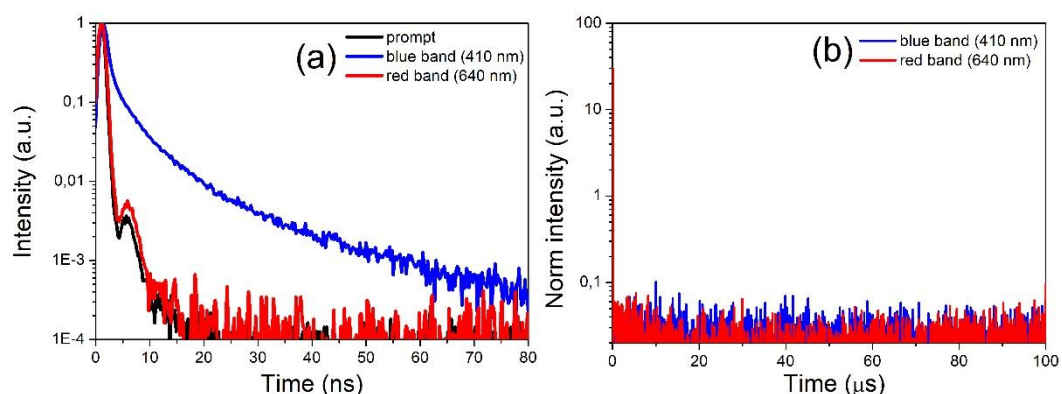 (a)
prompt
blue band (410 nm)
red band (640 nm)
Intensity (a.u.)
1
0,1
0,01
1E-3
1E-4
0 10 20 30 40 50 60 70 80
Time (ns)
(b)
blue band (410 nm)
red band (640 nm)
Norm intensity (a.u.)
100
10
1
0,1
0 20 40 60 80 100
Time (μs)